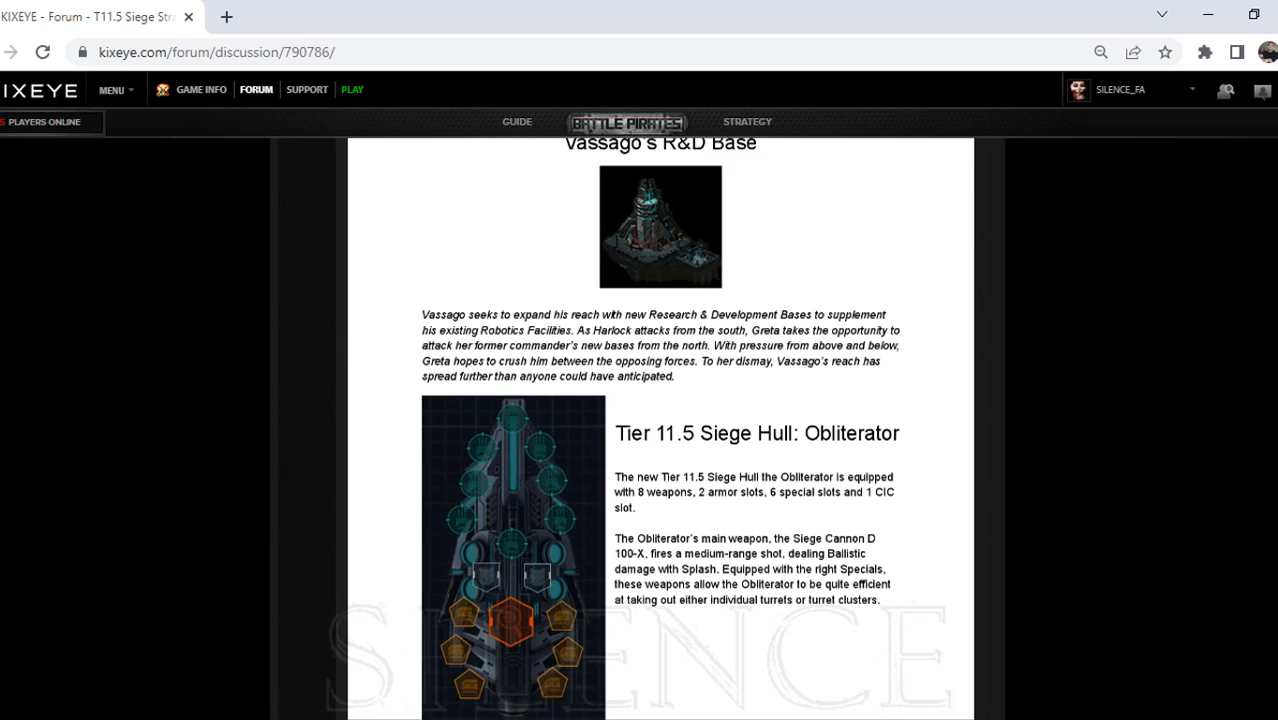 KIXEYE - Forum - T11.5 Siege Stra
kixeye.com/forum/discussion/790786/
IXEYE
MENU
GAME INFO
FORUM
SUPPORT
PLAY
SILENCE_FA
5 PLAYERS ONLINE
GUIDE
BATTLE PIRATES
STRATEGY
Vassago's R&D Base
Vassago seeks to expand his reach with new Research & Development Bases to supplement
his existing Robotics Facilities. As Harlock attacks from the south, Greta takes the opportunity to
attack her former commander's new bases from the north. With pressure from above and below,
Greta hopes to crush him between the opposing forces. To her dismay, Vassago's reach has
spread further than anyone could have anticipated.
Tier 11.5 Siege Hull: Obliterator
The new Tier 11.5 Siege Hull the Obliterator is equipped
with 8 weapons, 2 armor slots, 6 special slots and 1 CIC
slot.
The Obliterator's main weapon, the Siege Cannon D
100-X, fires a medium-range shot, dealing Ballistic
damage with Splash. Equipped with the right Specials,
these weapons allow the Obliterator to be quite efficient
at taking out either individual turrets or turret clusters.
SILENCE